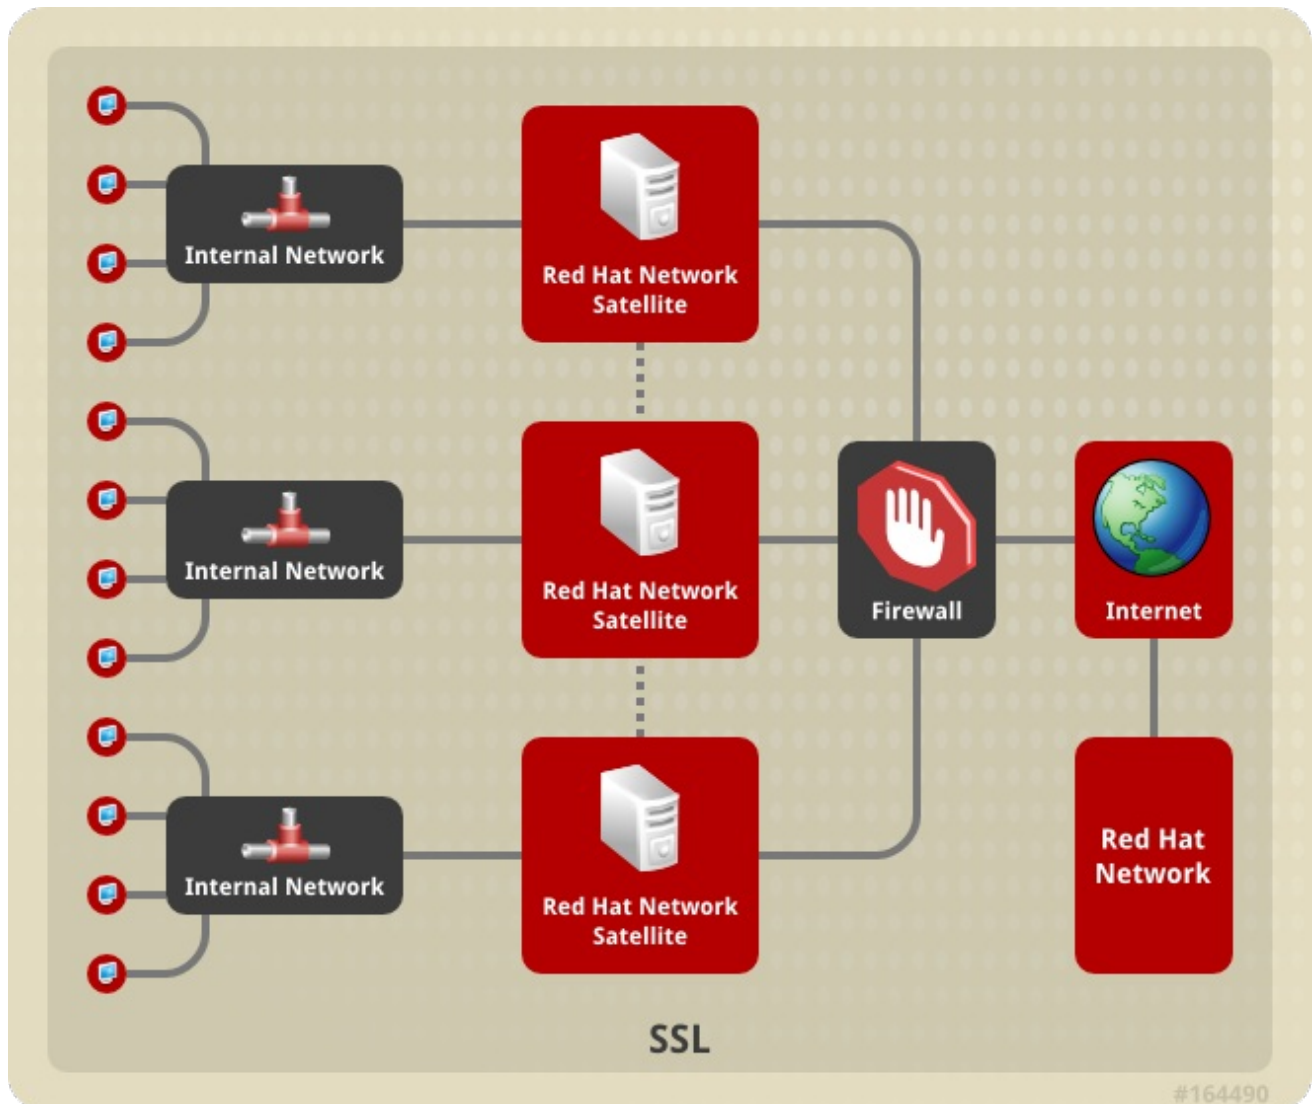 Internal Network
Red Hat Network
Satellite
Internal Network
Red Hat Network
Satellite
Firewall
Internet
Internal Network
Red Hat Network
Satellite
Red Hat
Network
SSL
#164490